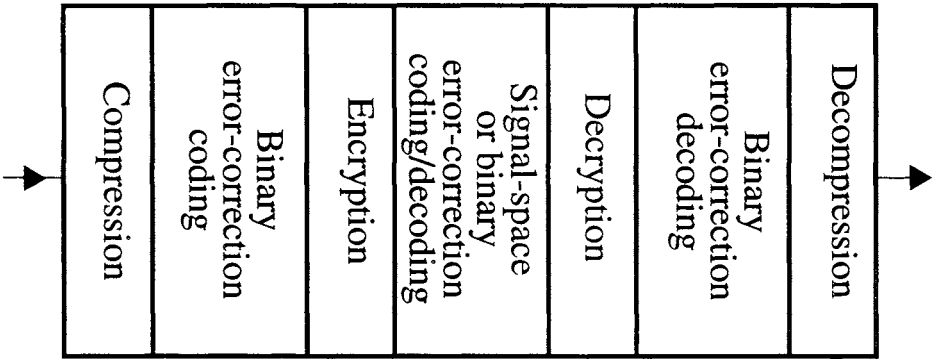 Decompression
Binary
error-correction
decoding
Decryption
Signal-space
or binary
error-correction
coding/decoding
Encryption
Binary
error-correction
coding
Compression